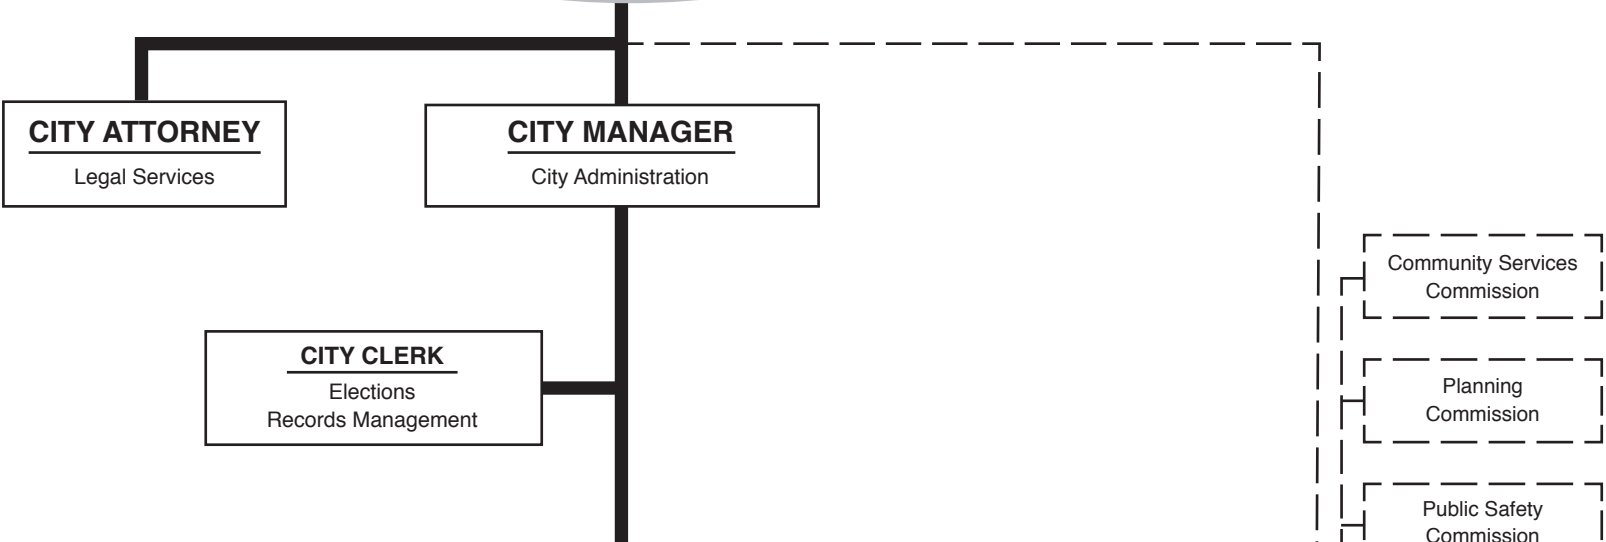 CITY ATTORNEY
Legal Services
CITY MANAGER
City Administration
Community Services
Commission
CITY CLERK
Elections
Records Management
Planning
Commission
Public Safety
Commission